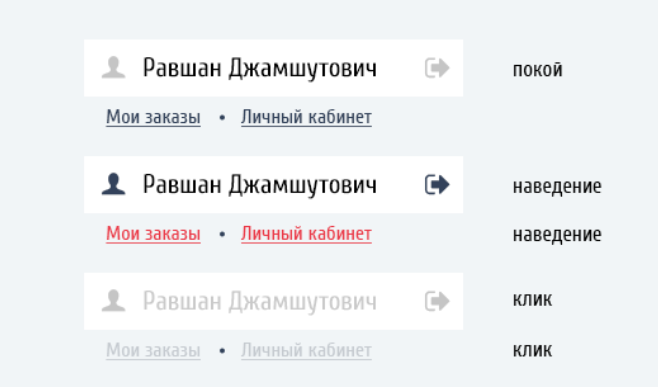 Равшан Джамшутович покой
Мои заказы • Личный кабинет
Равшан Джамшутович наведение
Мои заказы • Личный кабинет наведение
Равшан Джамшутович клик
Мои заказы • Личный кабинет клик